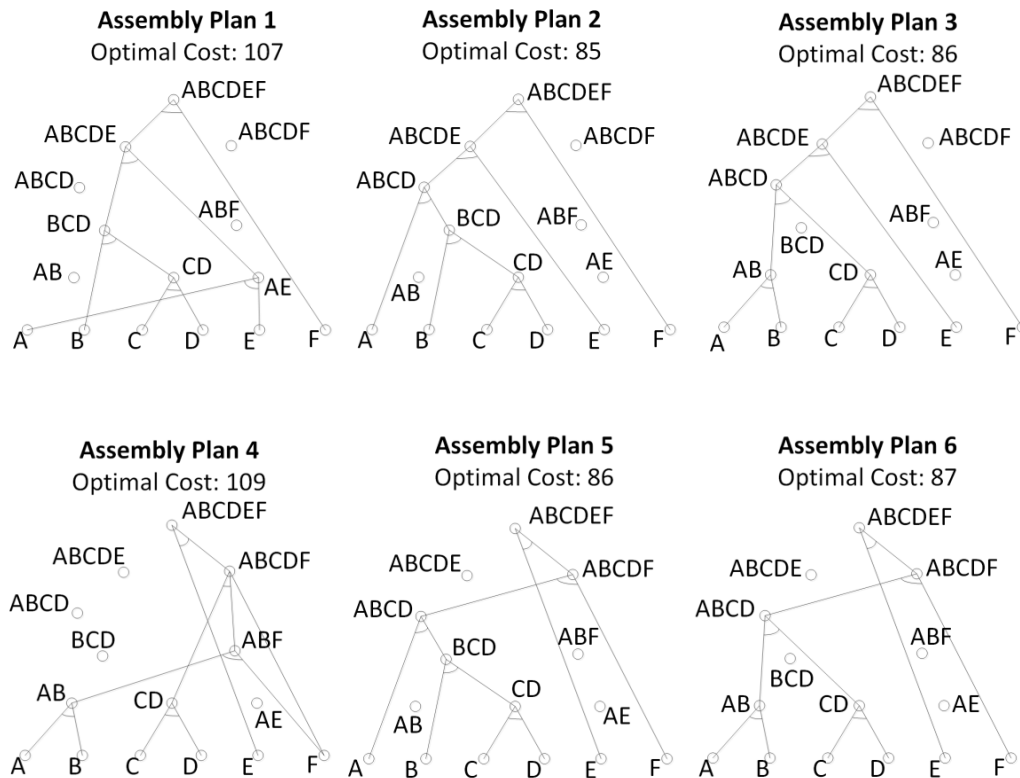 Assembly Plan 1
Optimal Cost: 107
ABCDEF
ABCDE
ABCDF
ABCD
ABF
BCD
AB
CD
AE
A B C D E F
Assembly Plan 2
Optimal Cost: 85
ABCDEF
ABCDE
ABCDF
ABCD
BCD
ABF
CD
AE
AB
A B C D E F
Assembly Plan 3
Optimal Cost: 86
ABCDEF
ABCDE
ABCDF
ABCD
ABF
BCD
AB
CD
AE
A B C D E F
Assembly Plan 4
Optimal Cost: 109
ABCDEF
ABCDE
ABCDF
ABCD
BCD
ABF
AB
CD
AE
A B C D E F
Assembly Plan 5
Optimal Cost: 86
ABCDEF
ABCDE
ABCDF
ABCD
BCD
ABF
CD
AB
AE
A B C D E F
Assembly Plan 6
Optimal Cost: 87
ABCDEF
ABCDE
ABCDF
ABCD
ABF
BCD
AB
CD
AE
A B C D E F